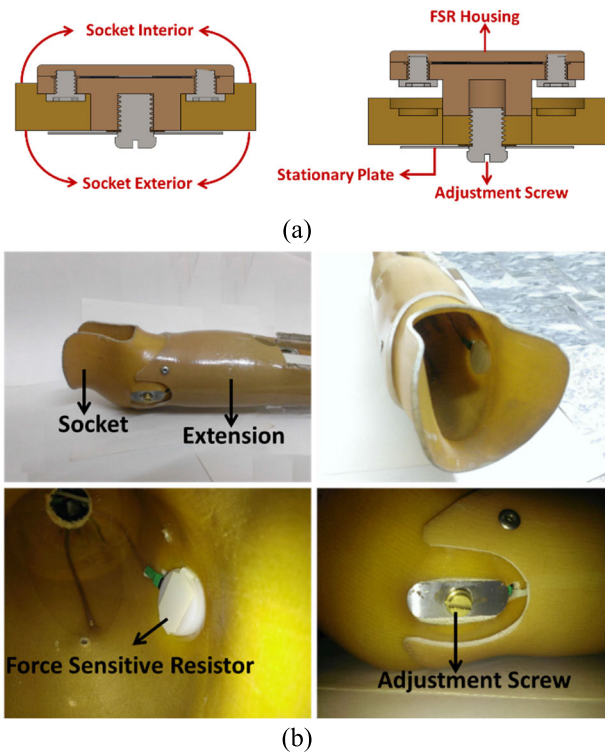 Socket Interior
FSR Housing
Socket Exterior
Stationary Plate
Adjustment Screw
(a)
Socket
Extension
Force Sensitive Resistor
Adjustment Screw
(b)